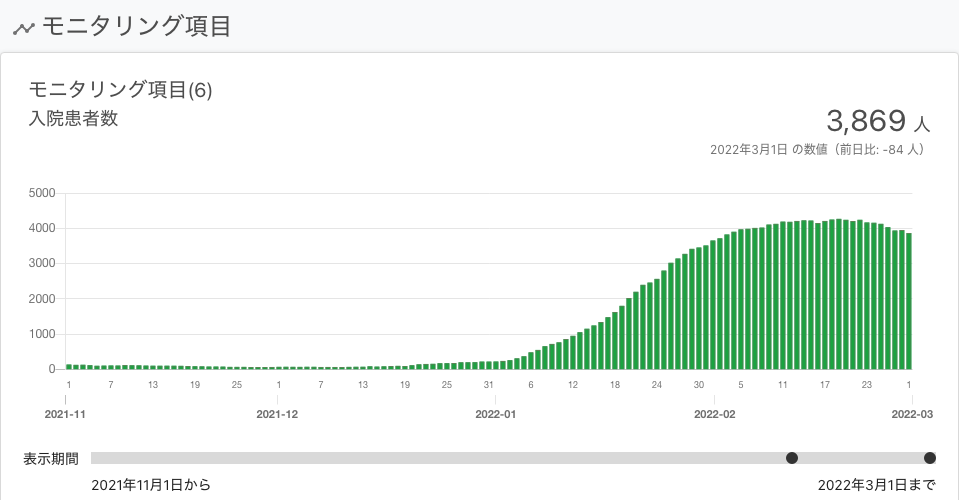 モニタリング項目
モニタリング項目(6)
入院患者数
3,869 人
2022年3月1日 の数値（前日比: -84 人）
5000
4000
3000
2000
1000
0
1 7 13 19 25 1 7 13 19 25 31 6 12 18 24 30 5 11 17 23 1
2021-11 2021-12 2022-01 2022-02 2022-03
表示期間
2021年11月1日から 2022年3月1日まで